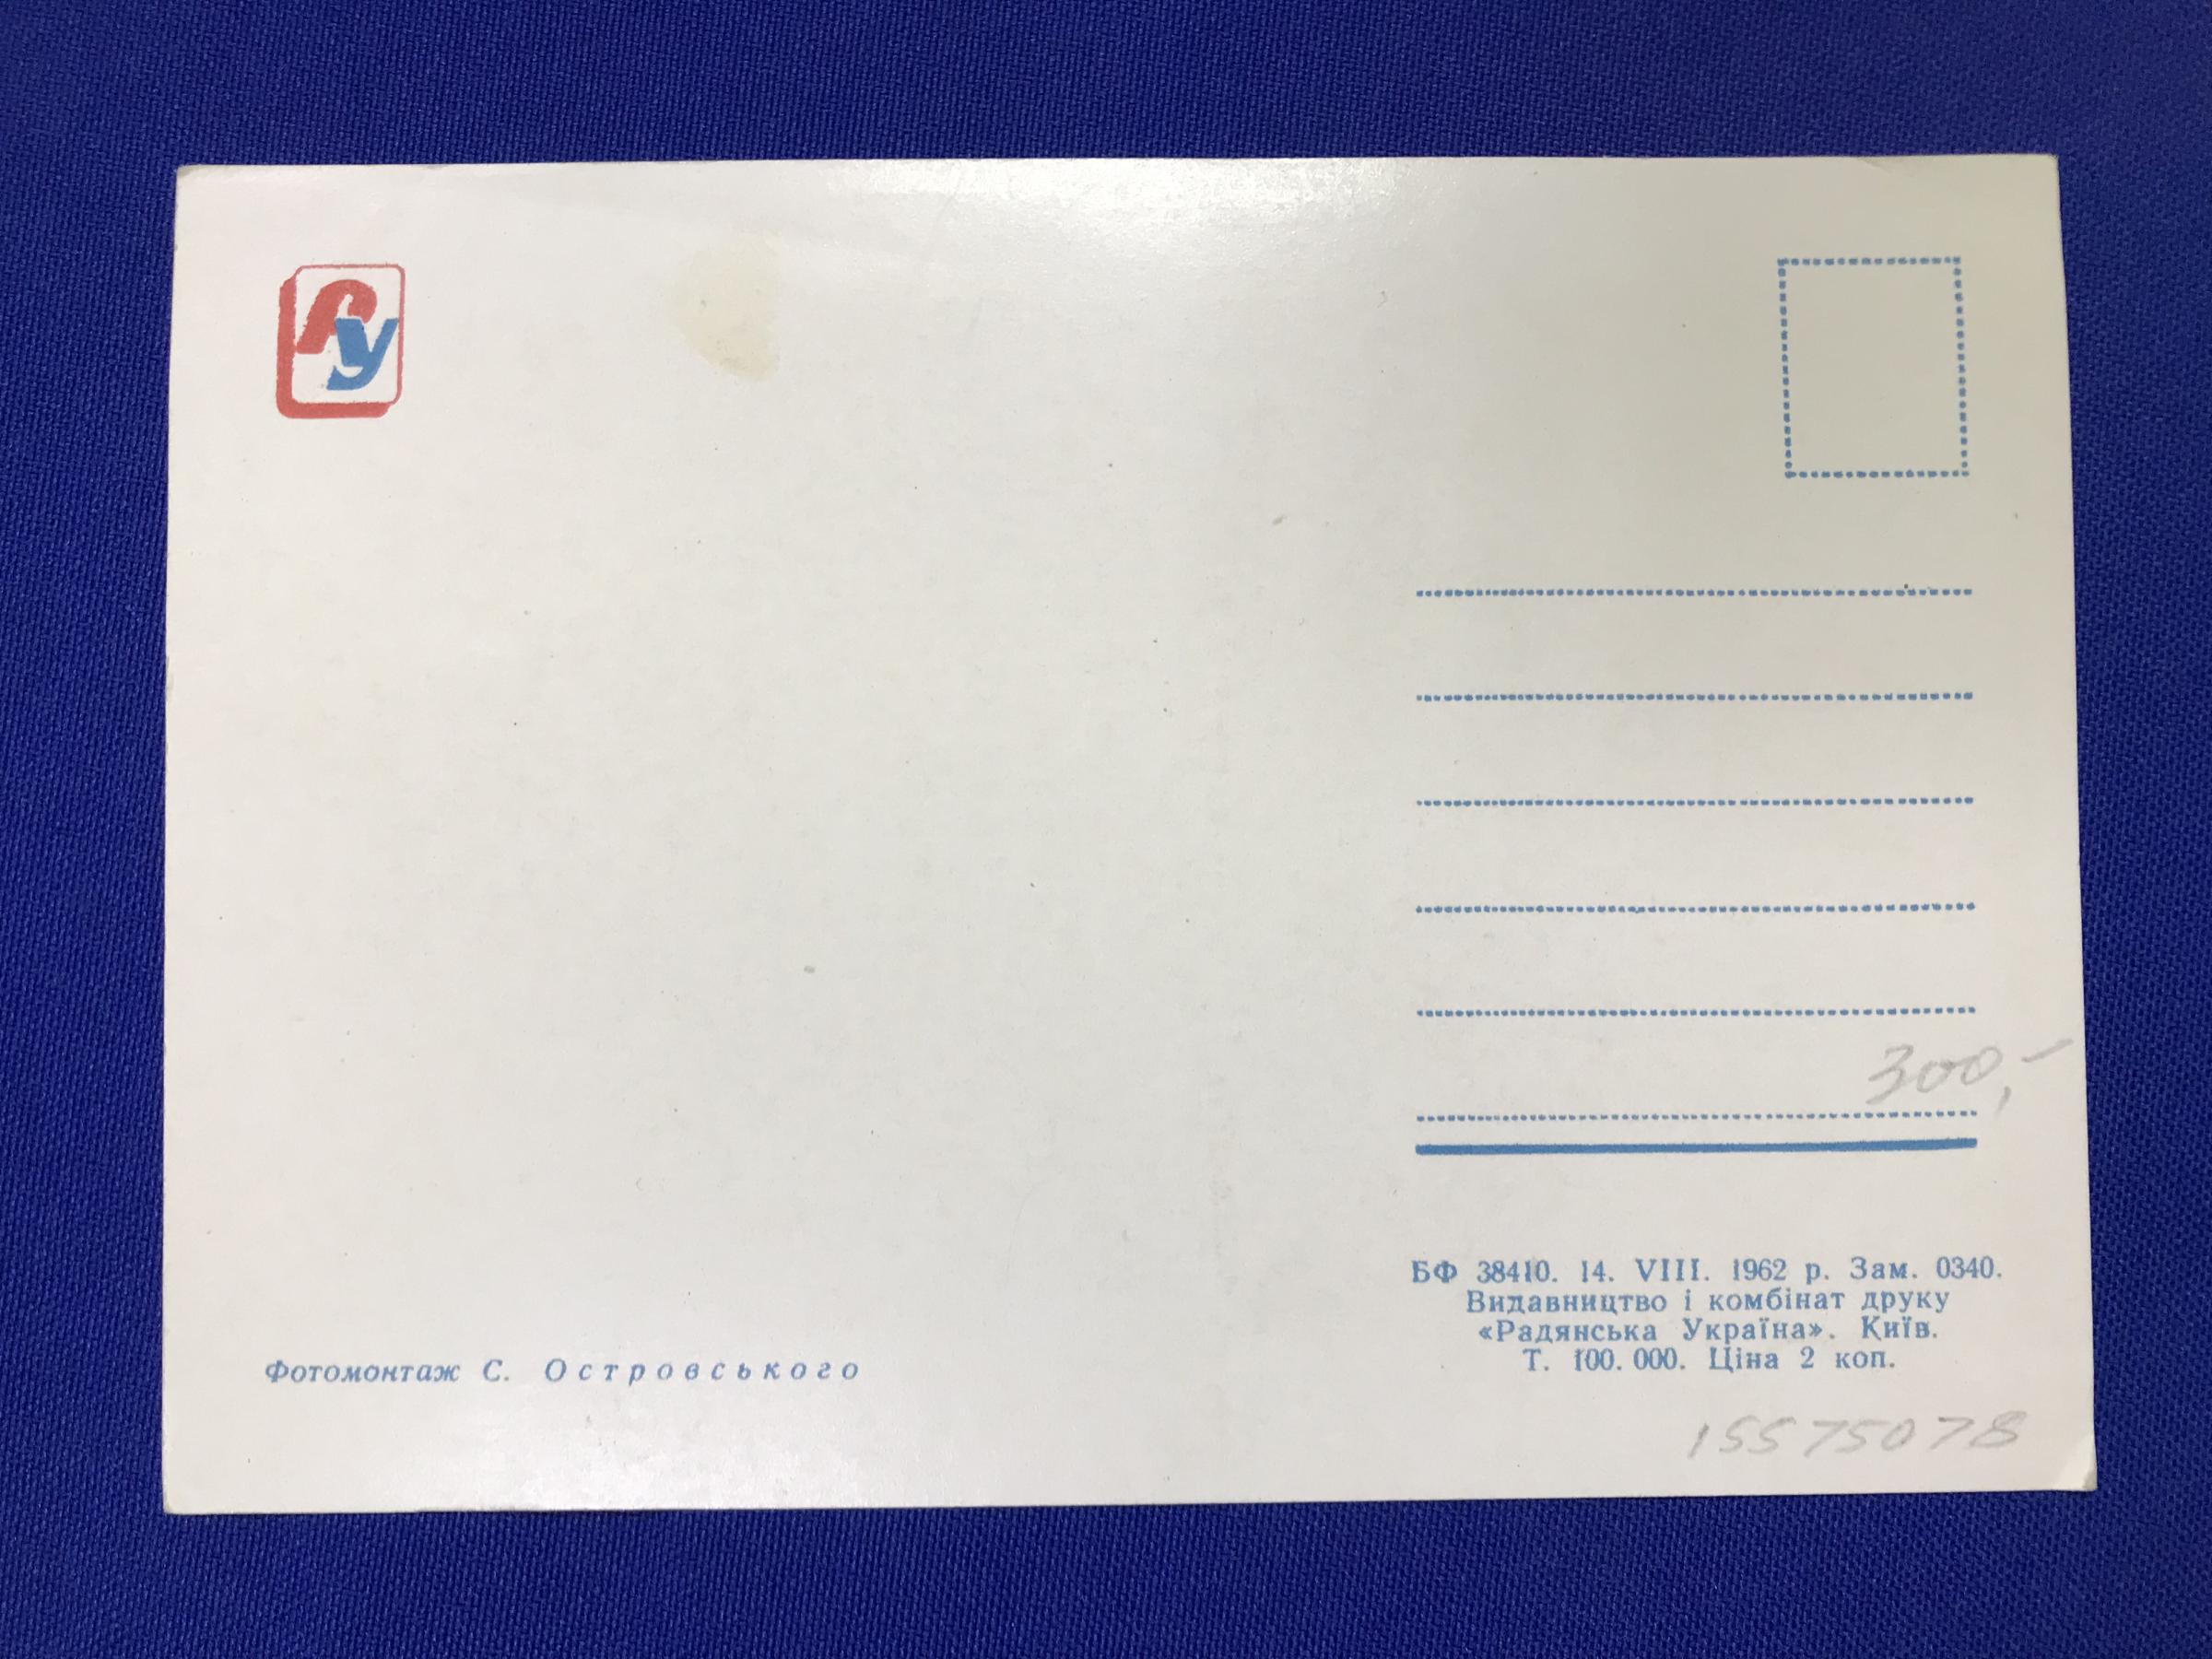 РУ
300,-
БФ 38410. 14. VIII. 1962 р. Зам. 0340.
Видавництво і комбінат друку
«Радянська Україна». Київ.
Т. 100.000. Ціна 2 коп.
Фотомонтаж С. Островського
15575078